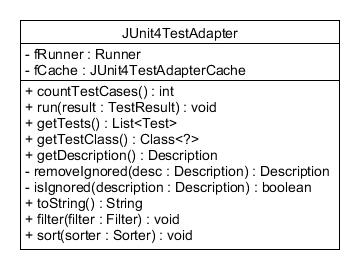 JUnit4TestAdapter
- fRunner : Runner
- fCache : JUnit4TestAdapterCache
+ countTestCases() : int
+ run(result : TestResult) : void
+ getTests() : List<Test>
+ getTestClass() : Class<?>
+ getDescription() : Description
- removeIgnored(desc : Description) : Description
- isIgnored(description : Description) : boolean
+ toString() : String
+ filter(filter : Filter) : void
+ sort(sorter : Sorter) : void